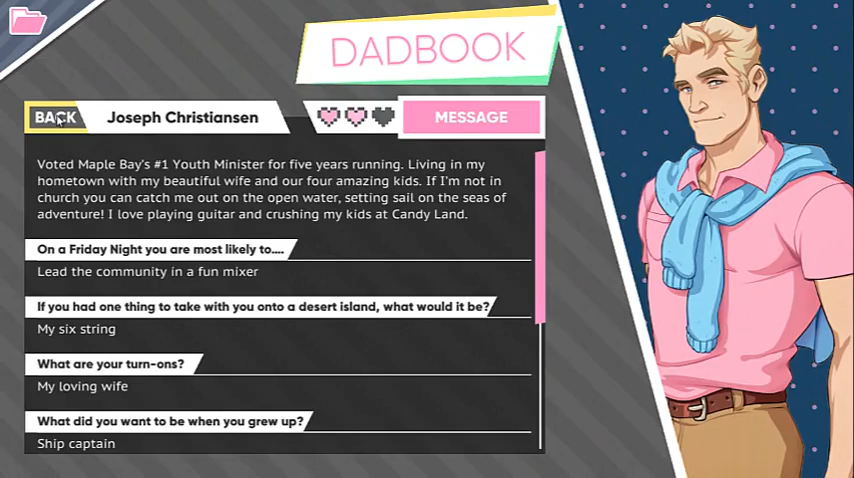 DADBOOK
BACK
Joseph Christiansen
MESSAGE
Voted Maple Bay's #1 Youth Minister for five years running. Living in my
hometown with my beautiful wife and our four amazing kids. If I'm not in
church you can catch me out on the open water, setting sail on the seas of
adventure! I love playing guitar and crushing my kids at Candy Land.
On a Friday Night you are most likely to....
Lead the community in a fun mixer
If you had one thing to take with you onto a desert island, what would it be?
My six string
What are your turn-ons?
My loving wife
What did you want to be when you grew up?
Ship captain